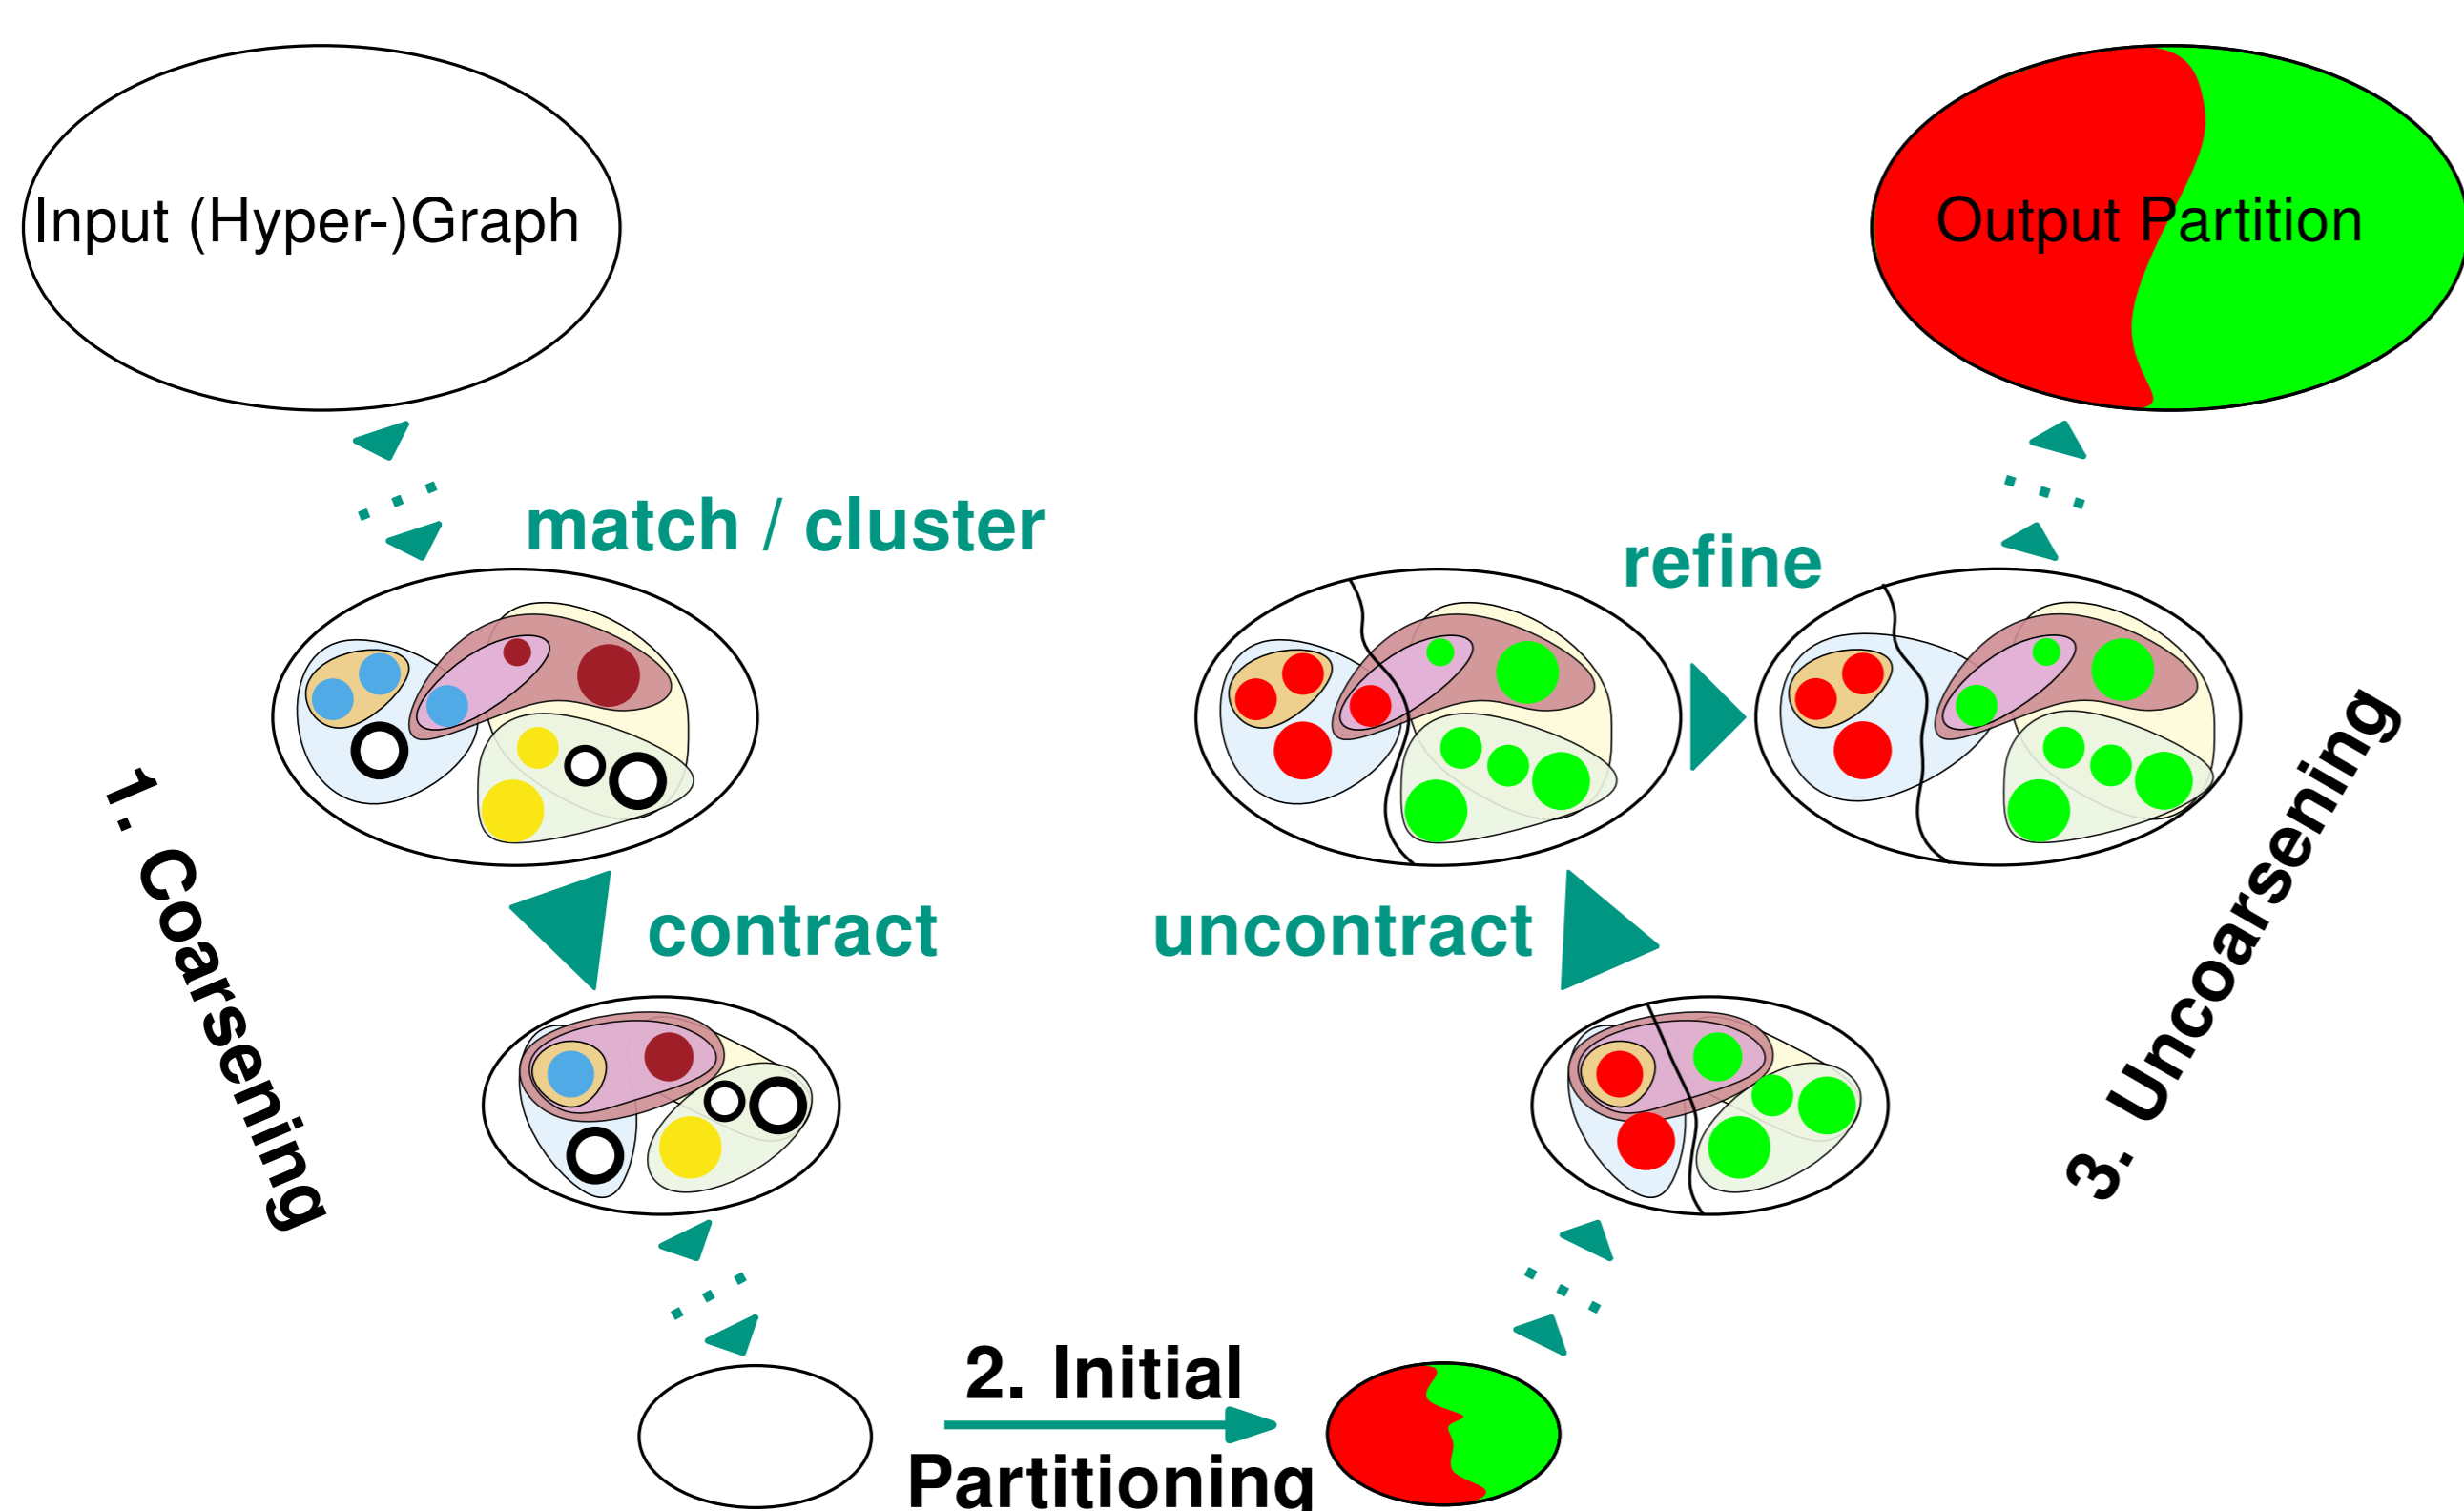 Input (Hyper-)Graph
Output Partition
match / cluster
refine
1. Coarsening
contract
uncontract
3. Uncoarsening
2. Initial
Partitioning